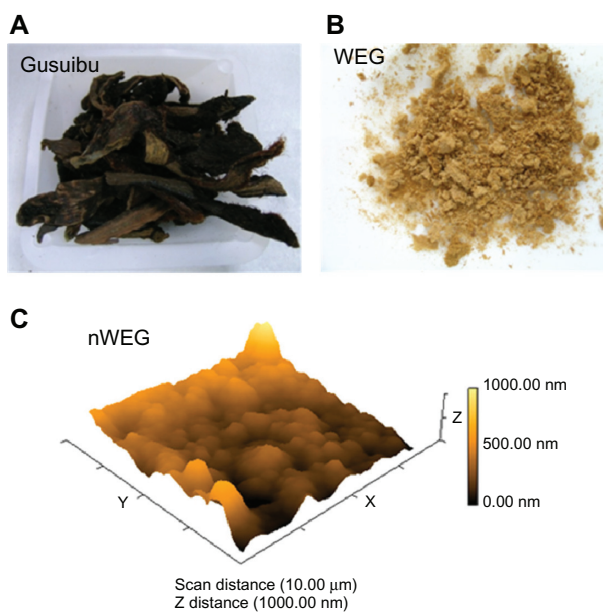 A
Gusuibu
B
WEG
C
nWEG
1000.00 nm
Z
500.00 nm
0.00 nm
Y
X
Scan distance (10.00 μm)
Z distance (1000.00 nm)